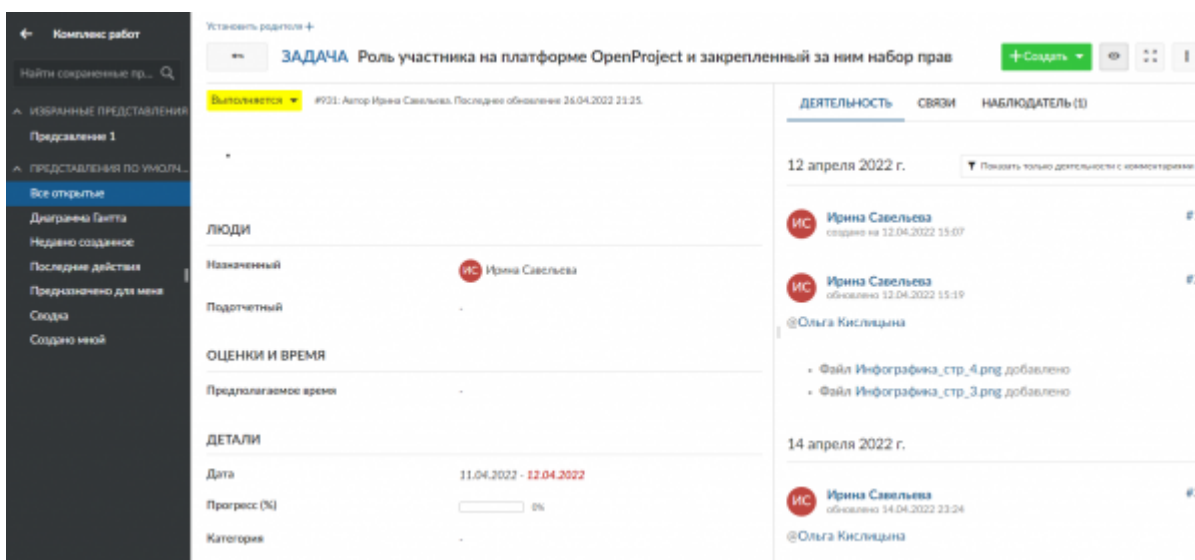 Комплекс работ
Найти сохраненные пр...
ИЗБРАННЫЕ ПРЕДСТАВЛЕНИЯ
Предсавление 1
ПРЕДСТАВЛЕНИЯ ПО УМОЛЧ...
Все открытые
Диаграмма Гантта
Недавно созданное
Последние действия
Предназначено для меня
Сводка
Создано мной
Установить родителя +
ЗАДАЧА Роль участника на платформе OpenProject и закрепленный за ним набор прав
+ Создать
Выполняется #931: Автор Ирина Савельева. Последнее обновление 26.04.2022 21:25.
.
ЛЮДИ
Назначенный ИС Ирина Савельева
Подотчетный -
ОЦЕНКИ И ВРЕМЯ
Предполагаемое время -
ДЕТАЛИ
Дата 11.04.2022 - 12.04.2022
Прогресс (%) 0%
Категория -
ДЕЯТЕЛЬНОСТЬ СВЯЗИ НАБЛЮДАТЕЛЬ (1)
12 апреля 2022 г. Показать только деятельности с комментариями
ИС Ирина Савельева #
создано на 12.04.2022 15:07
ИС Ирина Савельева #
обновлено 12.04.2022 15:19
@Ольга Кислицына
• Файл Инфографика_стр_4.png добавлено
• Файл Инфографика_стр_3.png добавлено
14 апреля 2022 г.
ИС Ирина Савельева #
обновлено 14.04.2022 23:24
@Ольга Кислицына